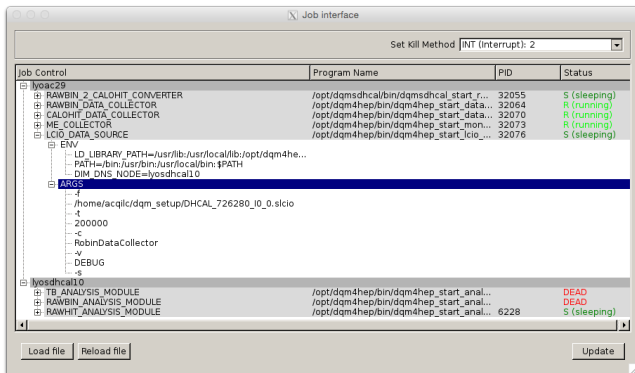 Job interface
Set Kill Method INT (Interrupt): 2
Job Control Program Name PID Status
lyoac29
RAWBIN_2_CALOHIT_CONVERTER /opt/dqmsdhcal/bin/dqmsdhcal_start_r... 32055 S (sleeping)
RAWBIN_DATA_COLLECTOR /opt/dqm4hep/bin/dqm4hep_start_data... 32064 R (running)
CALOHIT_DATA_COLLECTOR /opt/dqm4hep/bin/dqm4hep_start_data... 32070 R (running)
ME_COLLECTOR /opt/dqm4hep/bin/dqm4hep_start_mon... 32073 R (running)
LCIO_DATA_SOURCE /opt/dqm4hep/bin/dqm4hep_start_lcio_... 32076 S (sleeping)
ENV
LD_LIBRARY_PATH=/usr/lib:/usr/local/lib:/opt/dqm4he...
PATH=/bin:/usr/bin:/usr/local/bin:$PATH
DIM_DNS_NODE=lyosdhcal10
ARGS
-f
/home/acqilc/dqm_setup/DHCAL_726280_I0_0.slcio
-t
200000
-c
RobinDataCollector
-v
DEBUG
-s
lyosdhcal10
TB_ANALYSIS_MODULE /opt/dqm4hep/bin/dqm4hep_start_anal... DEAD
RAWBIN_ANALYSIS_MODULE /opt/dqm4hep/bin/dqm4hep_start_anal... DEAD
RAWHIT_ANALYSIS_MODULE /opt/dqm4hep/bin/dqm4hep_start_anal... 6228 S (sleeping)
Load file Reload file Update